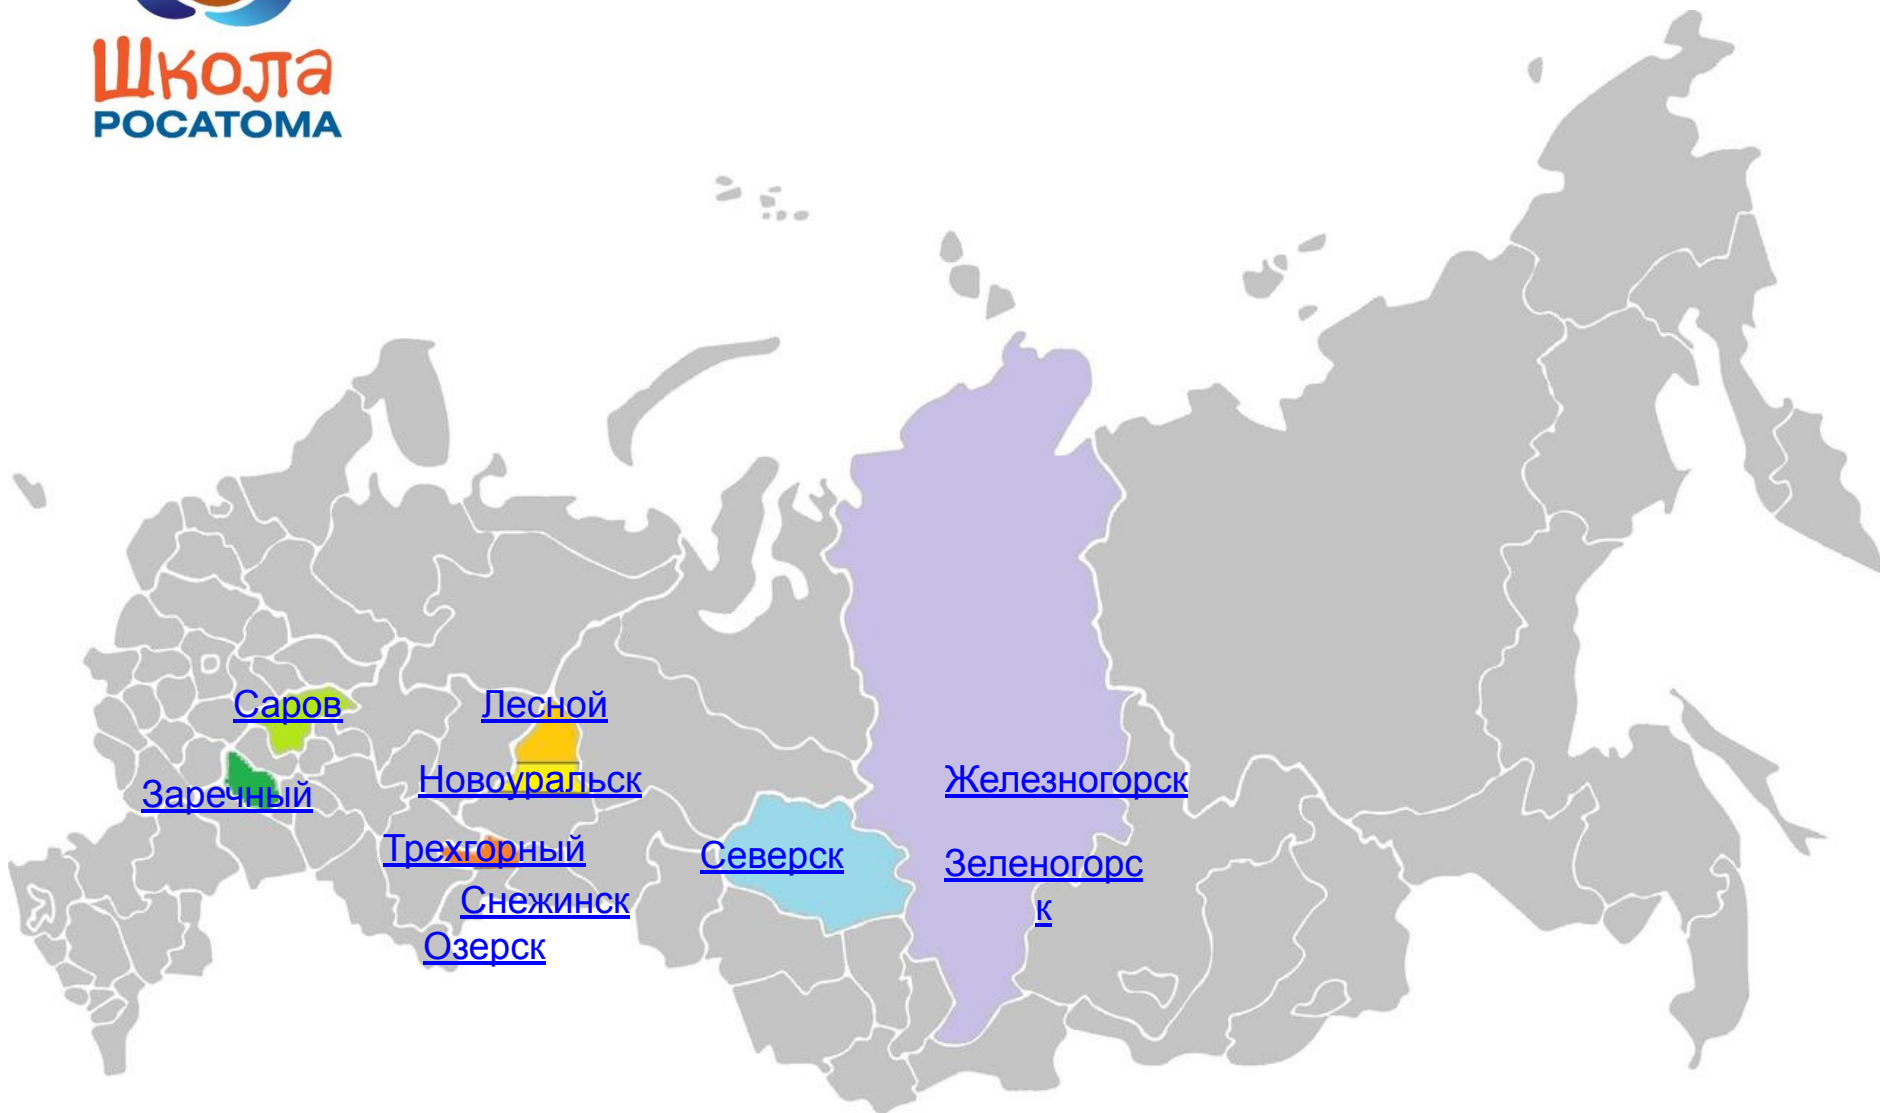 Школа
РОСАТОМА
Саров
Лесной
Заречный
Новоуральск
Железногорск
Трехгорный
Северск
Зеленогорс
к
Снежинск
Озерск